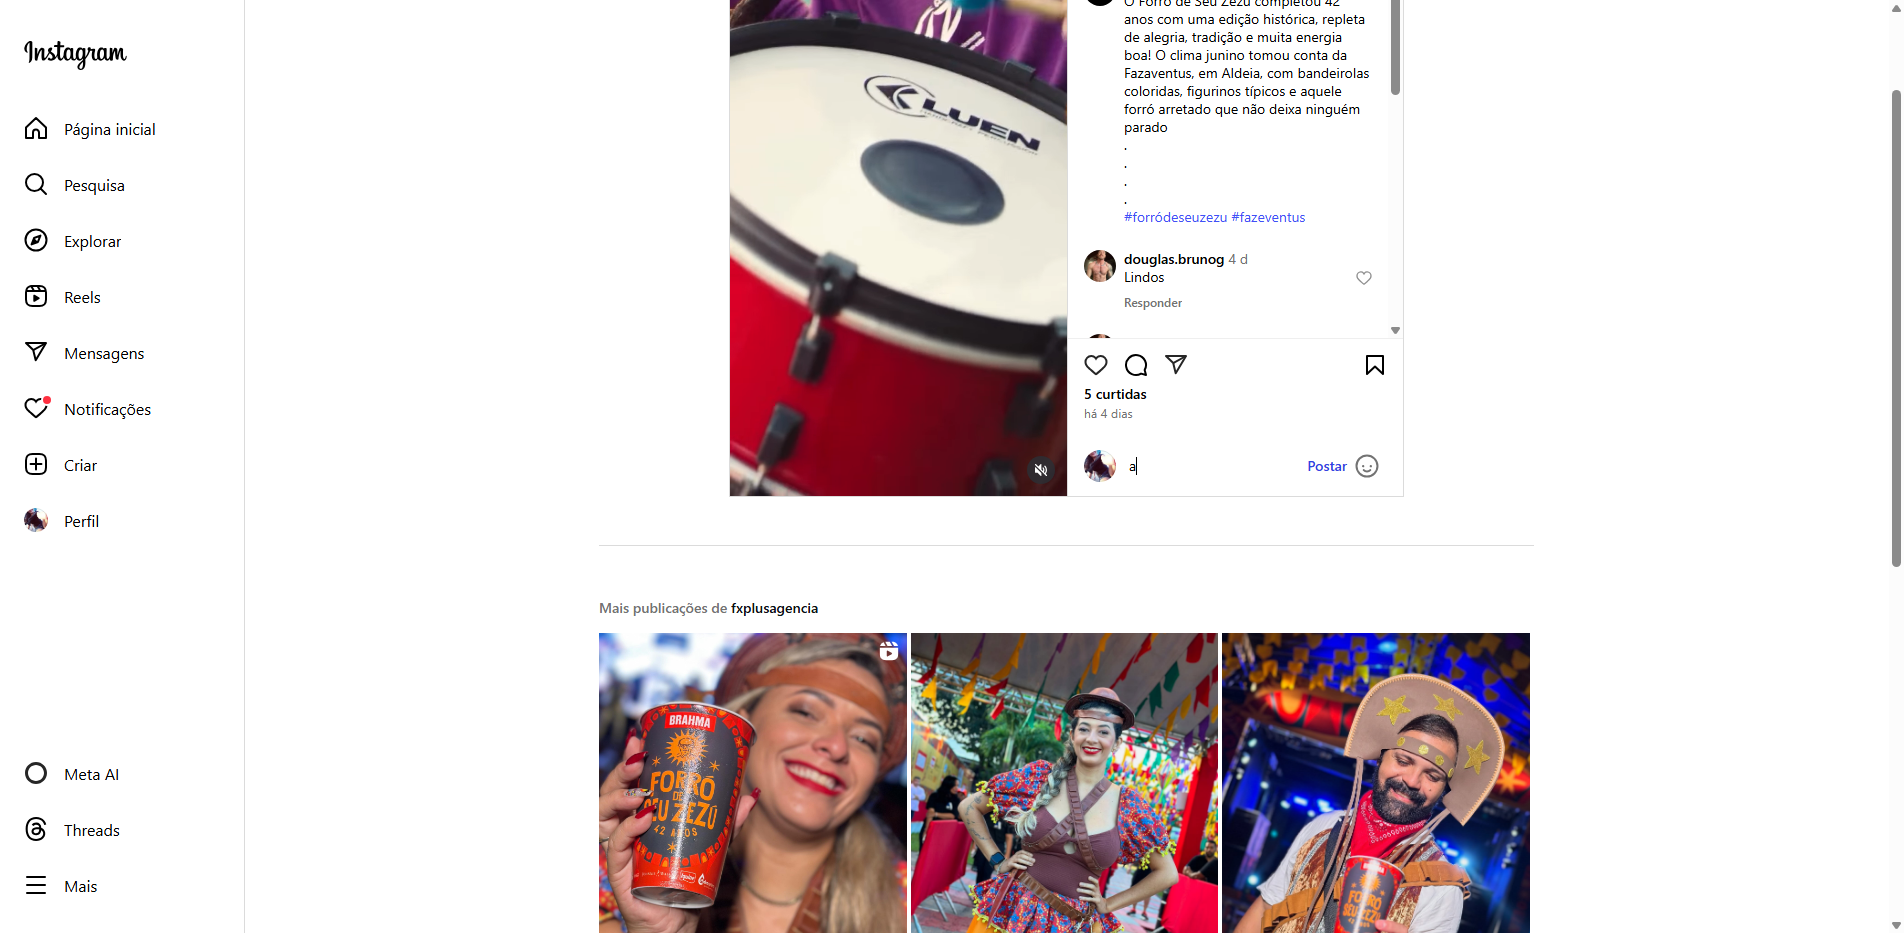 Instagram
Página inicial
Pesquisa
Explorar
Reels
Mensagens
Notificações
Criar
Perfil
Meta AI
Threads
Mais
KLUEN
O Forró de Seu Zezu completou 42
anos com uma edição histórica, repleta
de alegria, tradição e muita energia
boa! O clima junino tomou conta da
Fazaventus, em Aldeia, com bandeirolas
coloridas, figurinos típicos e aquele
forró arretado que não deixa ninguém
parado
.
.
.
.
#forródeseuzezu #fazeventus
douglas.brunog 4 d
Lindos
Responder
5 curtidas
há 4 dias
a
Postar
Mais publicações de fxplusagencia
BRAHMA
FORRÓ
DE
SEU ZEZÚ
42 ANOS
FORRÓ
SEU ZEZÚ